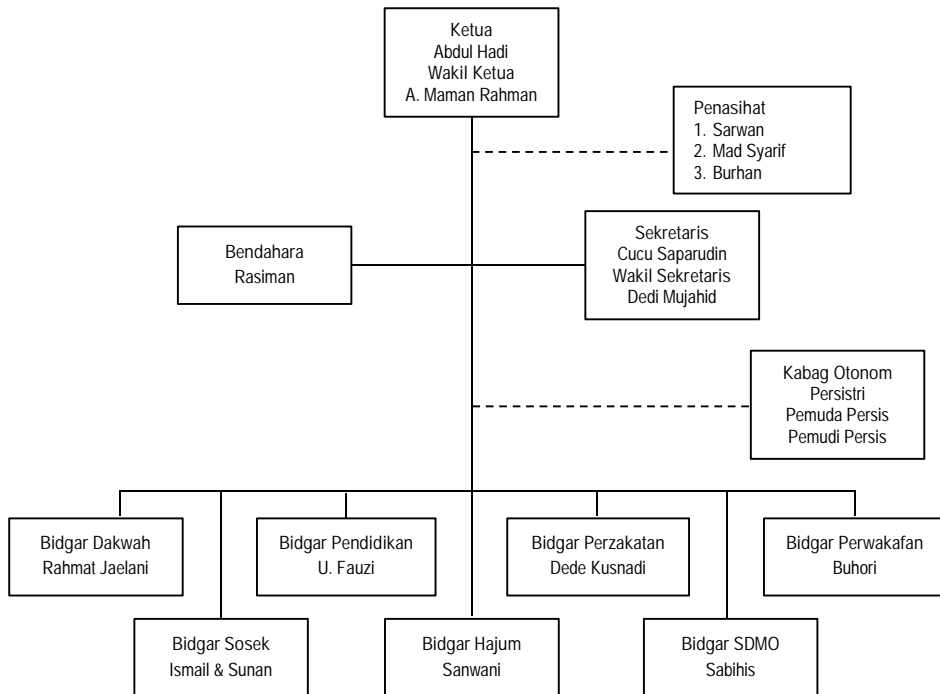 Ketua
Abdul Hadi
Wakil Ketua
A. Maman Rahman
Penasihat
1. Sarwan
2. Mad Syarif
3. Burhan
Bendahara
Rasiman
Sekretaris
Cucu Saparudin
Wakil Sekretaris
Dedi Mujahid
Kabag Otonom
Persistri
Pemuda Persis
Pemudi Persis
Bidgar Dakwah
Rahmat Jaelani
Bidgar Pendidikan
U. Fauzi
Bidgar Perzakatan
Dede Kusnadi
Bidgar Perwakafan
Buhori
Bidgar Sosek
Ismail & Sunan
Bidgar Hajum
Sanwani
Bidgar SDMO
Sabihis